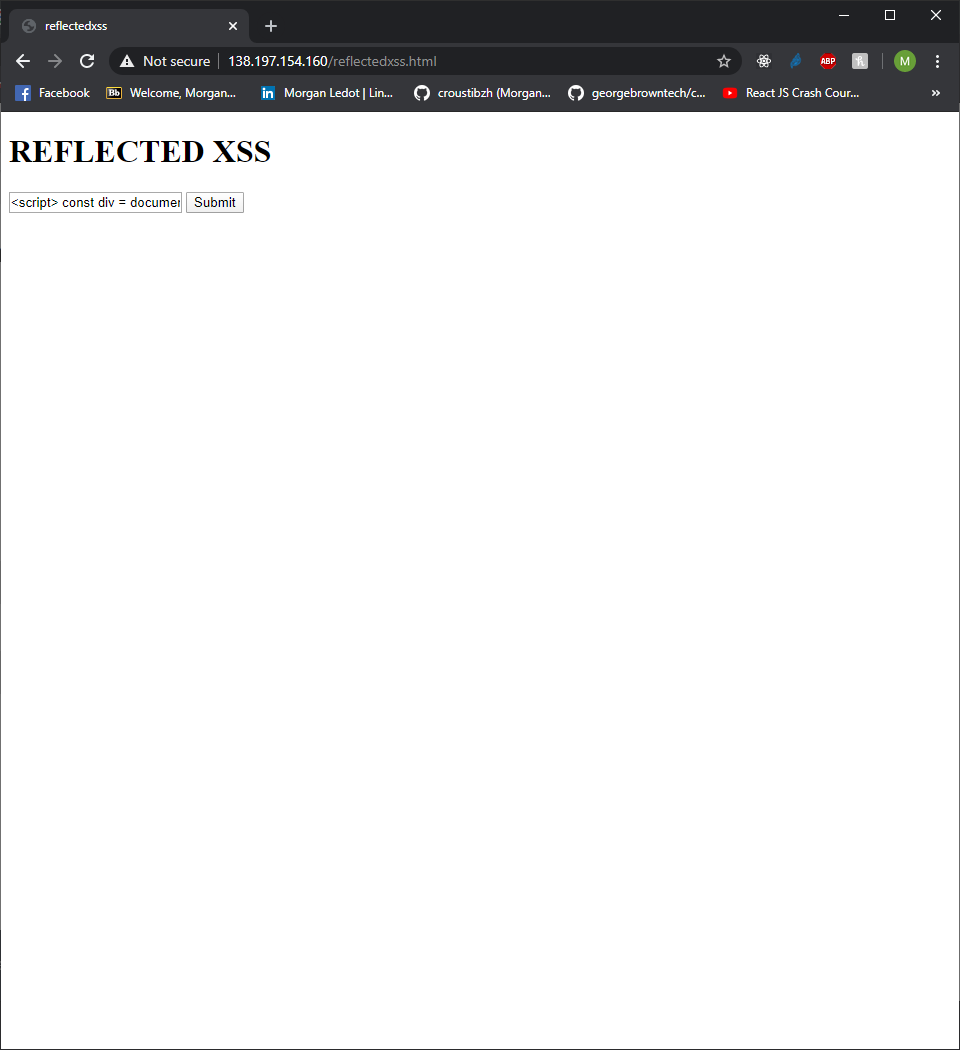 reflectedxss
Not secure 138.197.154.160/reflectedxss.html ABP M
Facebook Bb Welcome, Morgan... in Morgan Ledot | Lin... croustibzh (Morgan... georgebrowntech/c... React JS Crash Cour... »
REFLECTED XSS
<script> const div = documen Submit